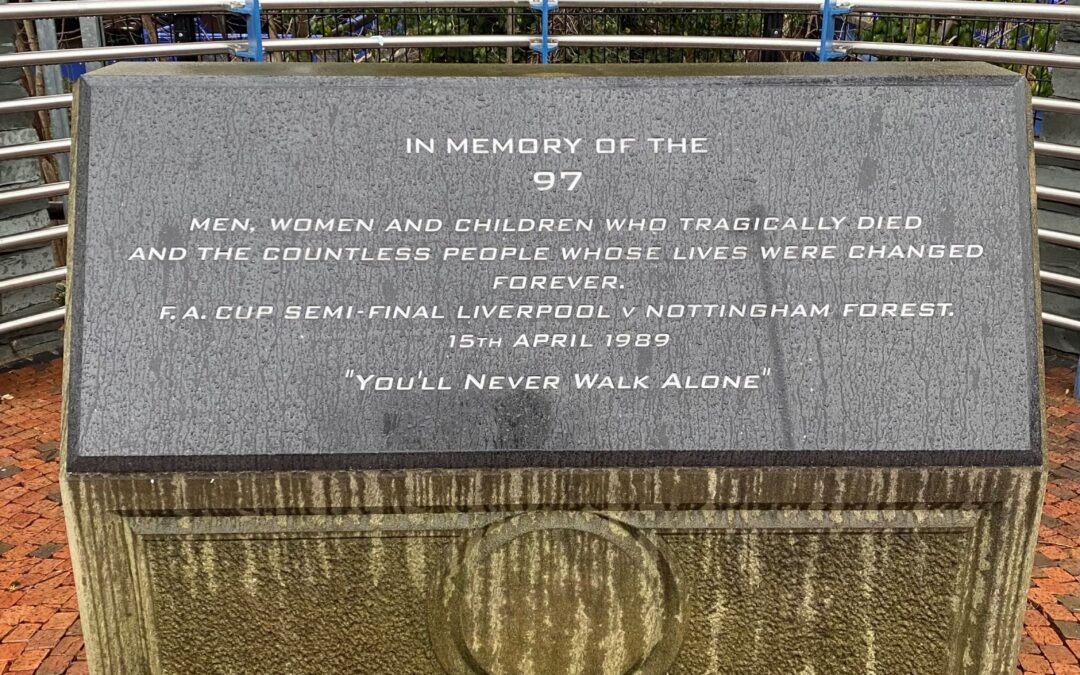 IN MEMORY OF THE
97
MEN, WOMEN AND CHILDREN WHO TRAGICALLY DIED
AND THE COUNTLESS PEOPLE WHOSE LIVES WERE CHANGED
FOREVER.
F.A. CUP SEMI-FINAL LIVERPOOL v NOTTINGHAM FOREST.
15TH APRIL 1989
"YOU'LL NEVER WALK ALONE"